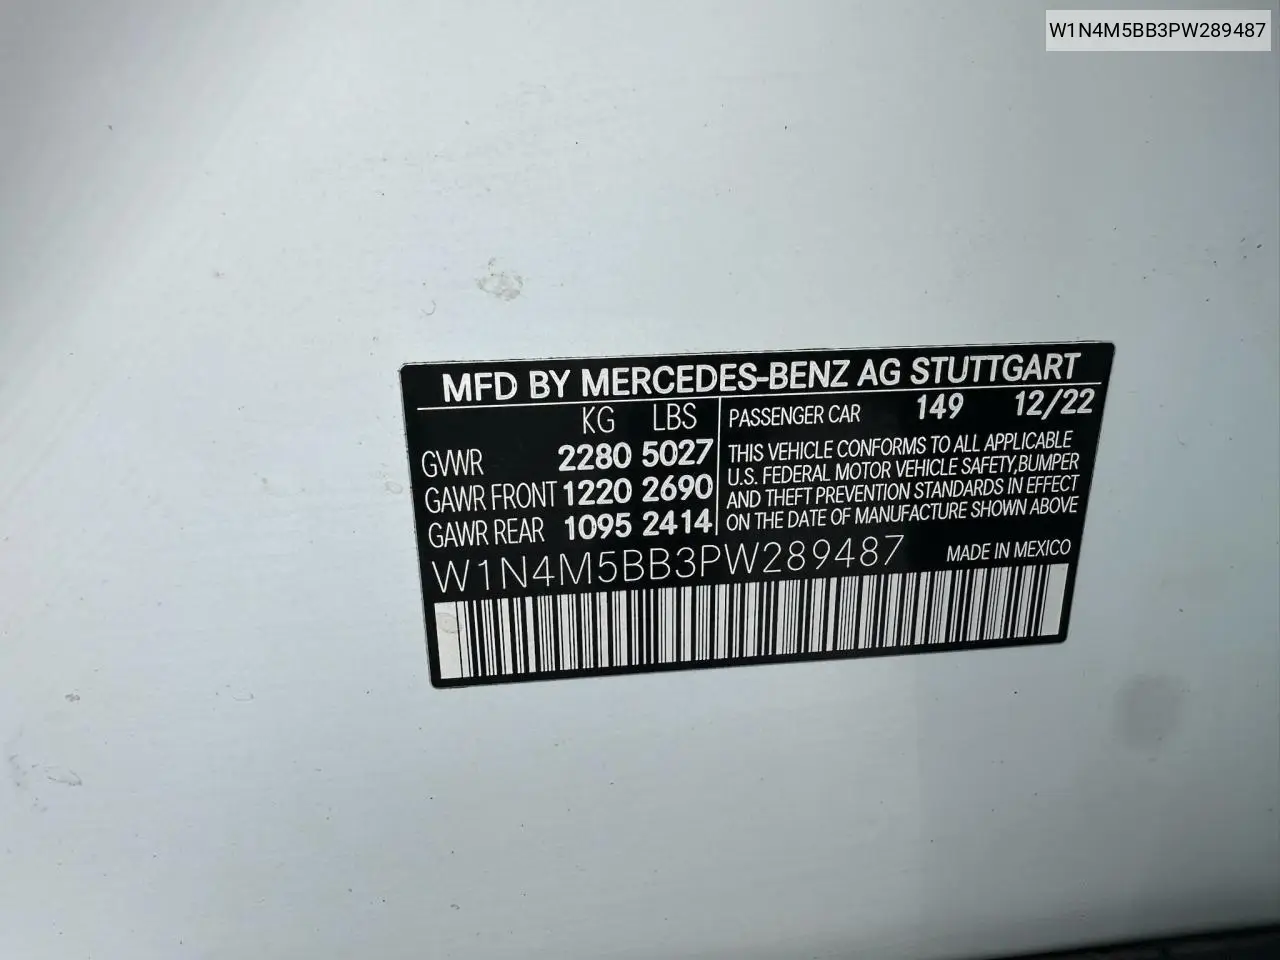 W1N4M5BB3PW289487
MFD BY MERCEDES-BENZ AG STUTTGART
KG LBS
GVWR 2280 5027
GAWR FRONT 1220 2690
GAWR REAR 1095 2414
PASSENGER CAR 149 12/22
THIS VEHICLE CONFORMS TO ALL APPLICABLE
U.S. FEDERAL MOTOR VEHICLE SAFETY,BUMPER
AND THEFT PREVENTION STANDARDS IN EFFECT
ON THE DATE OF MANUFACTURE SHOWN ABOVE
W1N4M5BB3PW289487 MADE IN MEXICO